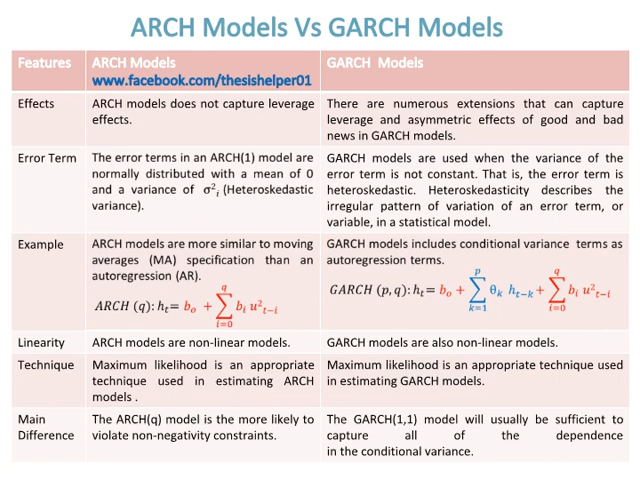 ARCH Models Vs GARCH Models
Features
ARCH Models
www.facebook.com/thesishelper01
GARCH Models
Effects
ARCH models does not capture leverage
effects.
There are numerous extensions that can capture
leverage and asymmetric effects of good and bad
news in GARCH models.
Error Term
The error terms in an ARCH(1) model are
normally distributed with a mean of 0
and a variance of σ²ᵢ (Heteroskedastic
variance).
GARCH models are used when the variance of the
error term is not constant. That is, the error term is
heteroskedastic. Heteroskedasticity describes the
irregular pattern of variation of an error term, or
variable, in a statistical model.
Example
ARCH models are more similar to moving
averages (MA) specification than an
autoregression (AR).
ARCH (q): hₜ= bₒ + ∑_{i=0}^{q} bᵢ u²ₜ₋ᵢ
GARCH models includes conditional variance terms as
autoregression terms.
GARCH (p, q): hₜ= bₒ + ∑_{k=1}^{p} θₖ hₜ₋ₖ + ∑_{i=0}^{q} bᵢ u²ₜ₋ᵢ
Linearity
ARCH models are non-linear models.
GARCH models are also non-linear models.
Technique
Maximum likelihood is an appropriate
technique used in estimating ARCH
models .
Maximum likelihood is an appropriate technique used
in estimating GARCH models.
Main
Difference
The ARCH(q) model is the more likely to
violate non-negativity constraints.
The GARCH(1,1) model will usually be sufficient to
capture all of the dependence
in the conditional variance.